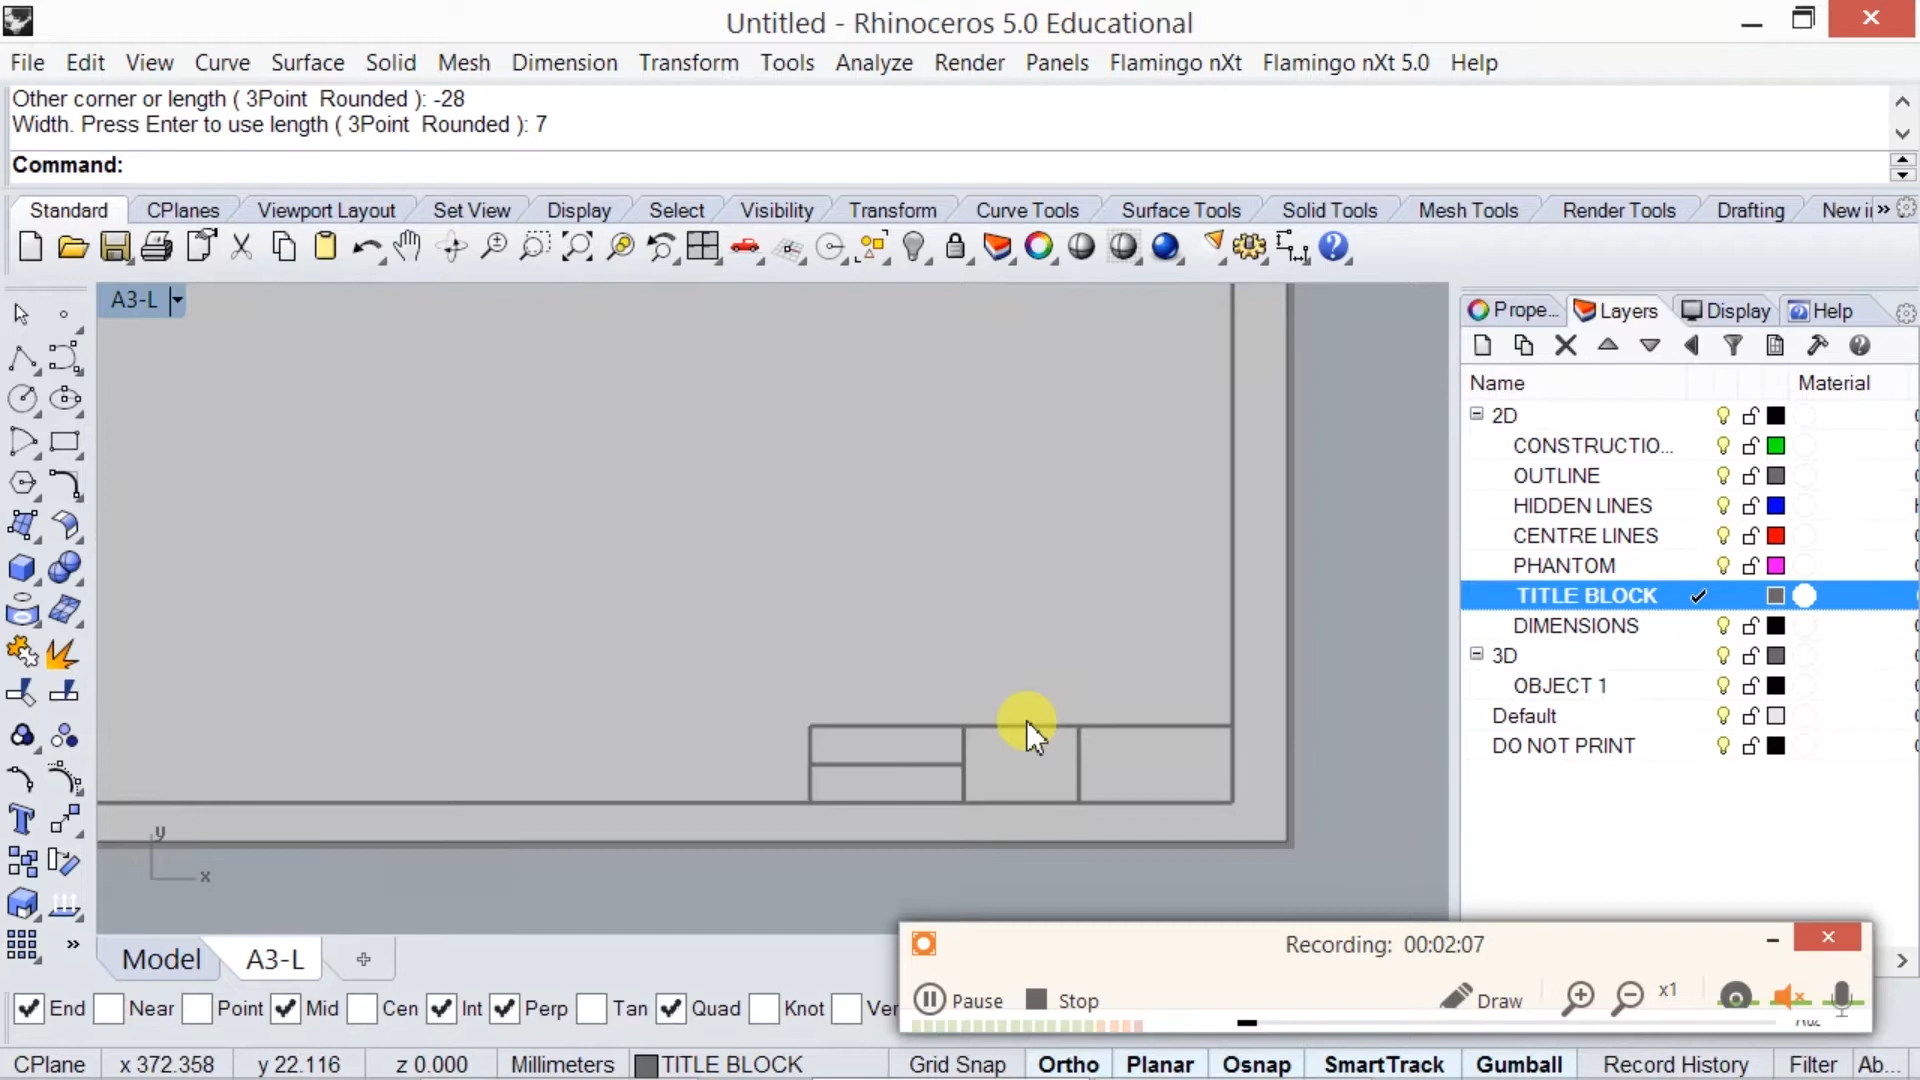 Untitled - Rhinoceros 5.0 Educational
File Edit View Curve Surface Solid Mesh Dimension Transform Tools Analyze Render Panels Flamingo nXt Flamingo nXt 5.0 Help
Other corner or length ( 3Point Rounded ): -28
Width. Press Enter to use length ( 3Point Rounded ): 7
Command:
Standard CPlanes Viewport Layout Set View Display Select Visibility Transform Curve Tools Surface Tools Solid Tools Mesh Tools Render Tools Drafting New i »
A3-L
Prope... Layers Display Help
Name Material
2D
CONSTRUCTIO...
OUTLINE
HIDDEN LINES
CENTRE LINES
PHANTOM
TITLE BLOCK
DIMENSIONS
3D
OBJECT 1
Default
DO NOT PRINT
y
x
Model A3-L +
Recording: 00:02:07
Pause Stop Draw x1
End Near Point Mid Cen Int Perp Tan Quad Knot Ver
CPlane x 372.358 y 22.116 z 0.000 Millimeters TITLE BLOCK Grid Snap Ortho Planar Osnap SmartTrack Gumball Record History Filter Ab...